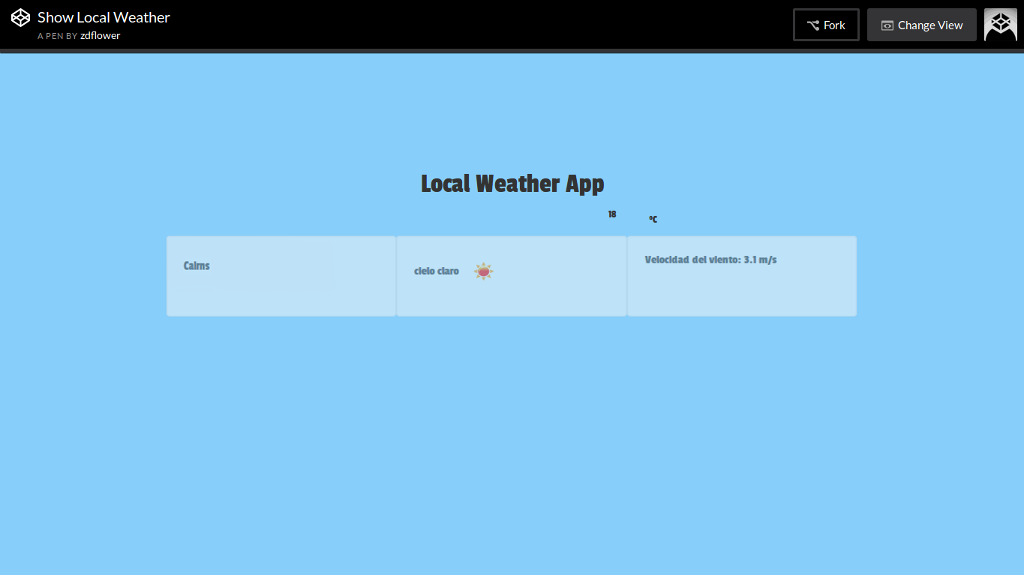 Show Local Weather
A PEN BY zdflower
Fork
Change View
Local Weather App
18 °C
Cairns
cielo claro
Velocidad del viento: 3.1 m/s